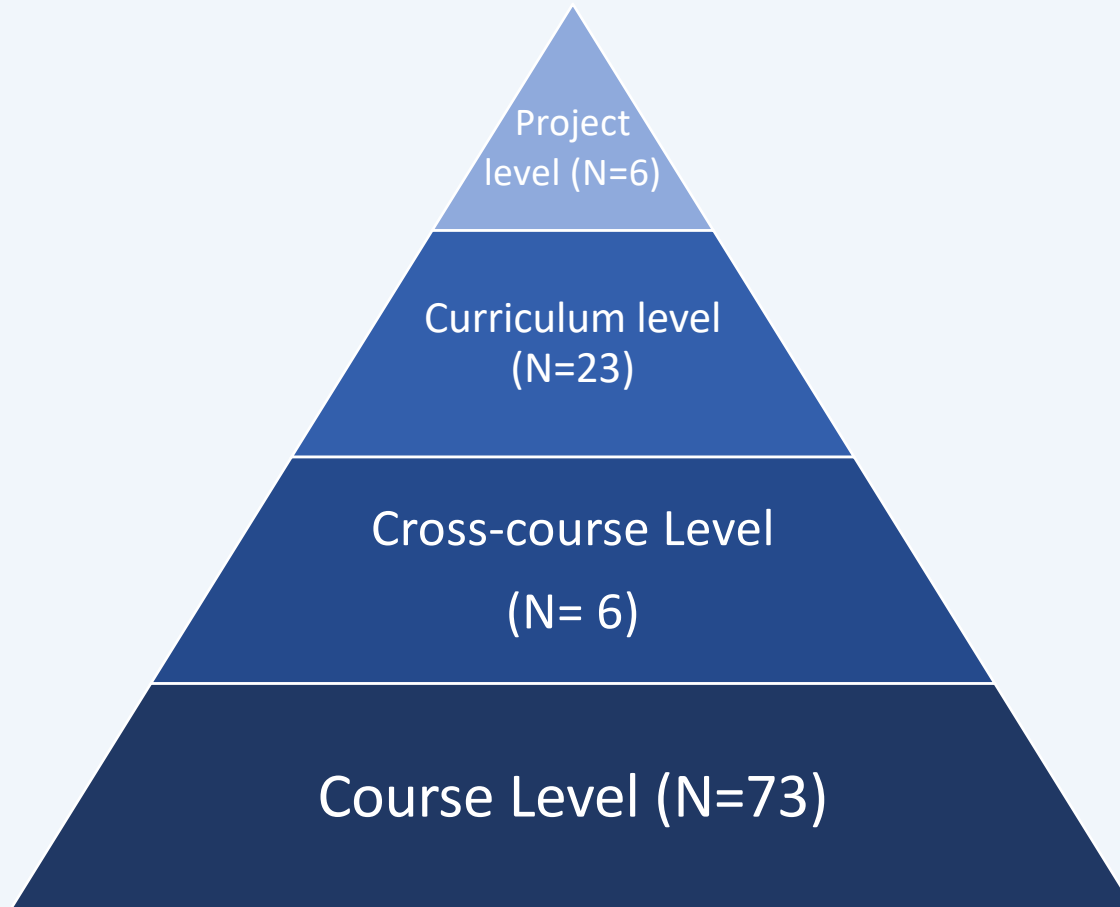 Project
level (N=6)
Curriculum level
(N=23)
Cross-course Level
(N= 6)
Course Level (N=73)